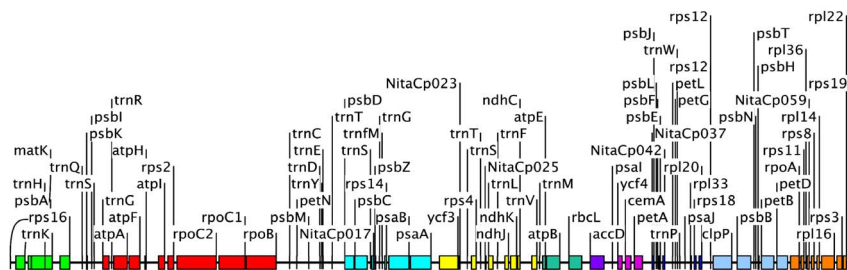 rps12 rpl22
psbJ psbT
trnW rpl36
rps12 psbH
NitaCp023 ndhC psbL petL rps19
trnR psbD trnG atpE psbF petG NitaCp059
psbI trnT psbE psbN rpl14
psbK trnC trnfM trnT trnF NitaCp037 rps8
matK atpH trnE trnS trnS NitaCp042 rps11
trnQ rps2 trnD psbZ NitaCp025 psaI rpl20 rpoA
trnH trnS atpI trnY rps14 trnL trnM ycf4 rpl33 petD
psbA trnG petN psbC rps4 trnV cemA rps18 petB
rps16 atpF rpoC1 psbM psaB ycf3 ndhK rbcL petA psaJ psbB rps3
trnK atpA rpoC2 rpoB NitaCp017 psaA ndhJ atpB accD trnP clpP rpl16